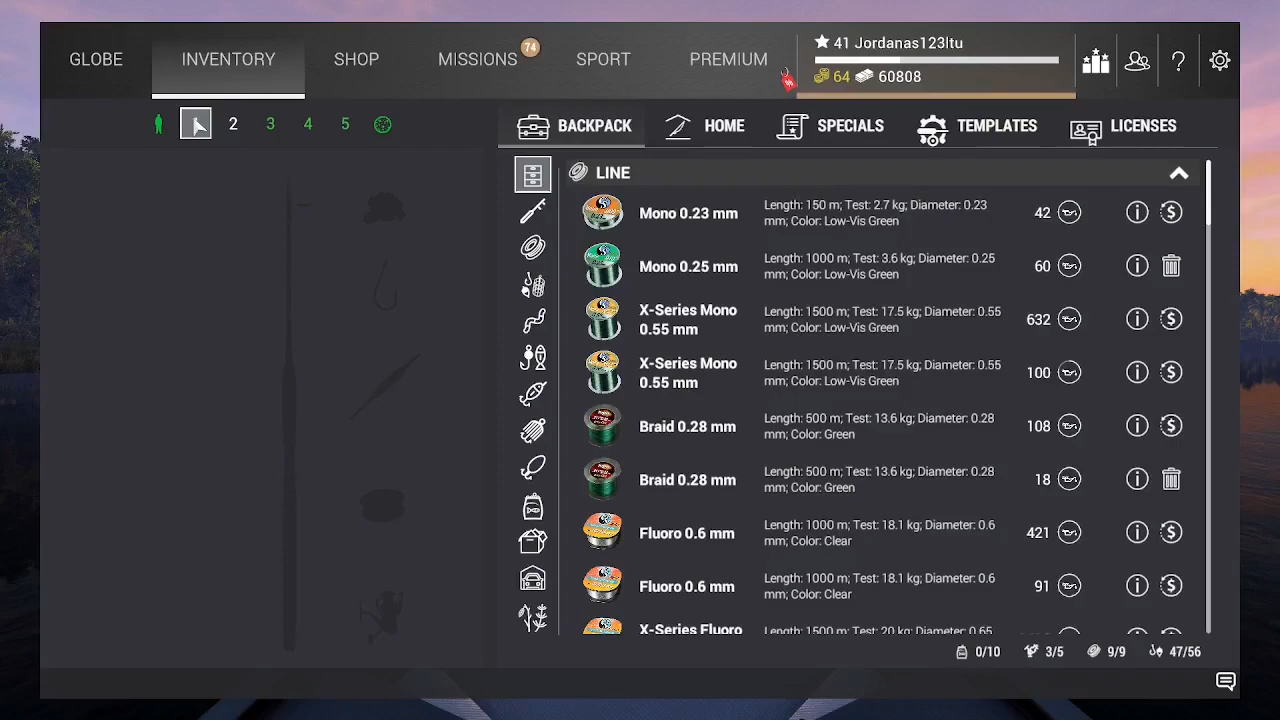 GLOBE
INVENTORY
SHOP
MISSIONS 74
SPORT
PREMIUM
41 Jordanas123ltu
64 60808
2 3 4 5
BACKPACK
HOME
SPECIALS
TEMPLATES
LICENSES
LINE
Mono 0.23 mm
Length: 150 m; Test: 2.7 kg; Diameter: 0.23
mm; Color: Low-Vis Green
42
Mono 0.25 mm
Length: 1000 m; Test: 3.6 kg; Diameter: 0.25
mm; Color: Low-Vis Green
60
X-Series Mono
0.55 mm
Length: 1500 m; Test: 17.5 kg; Diameter: 0.55
mm; Color: Low-Vis Green
632
X-Series Mono
0.55 mm
Length: 1500 m; Test: 17.5 kg; Diameter: 0.55
mm; Color: Low-Vis Green
100
Braid 0.28 mm
Length: 500 m; Test: 13.6 kg; Diameter: 0.28
mm; Color: Green
108
Braid 0.28 mm
Length: 500 m; Test: 13.6 kg; Diameter: 0.28
mm; Color: Green
18
Fluoro 0.6 mm
Length: 1000 m; Test: 18.1 kg; Diameter: 0.6
mm; Color: Clear
421
Fluoro 0.6 mm
Length: 1000 m; Test: 18.1 kg; Diameter: 0.6
mm; Color: Clear
91
X-Series Fluoro
Length: 1500 m; Test: 20 kg; Diameter: 0.65
0/10
3/5
9/9
47/56